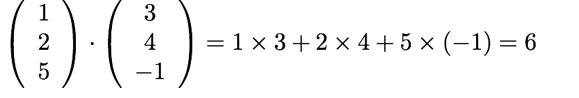 ( 1 2 5 ) · ( 3 4 −1 ) = 1 × 3 + 2 × 4 + 5 × (−1) = 6